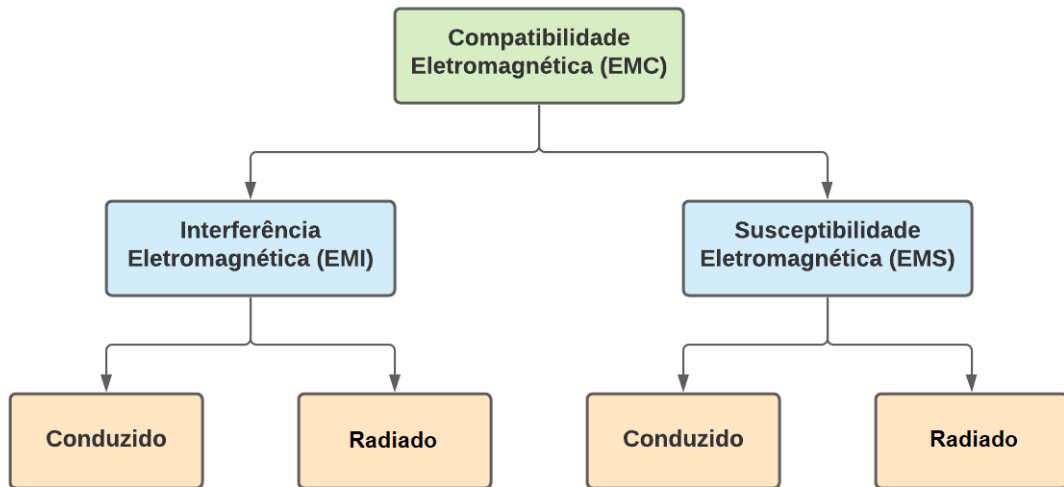 Compatibilidade
Eletromagnética (EMC)
Interferência
Eletromagnética (EMI)
Susceptibilidade
Eletromagnética (EMS)
Conduzido
Radiado
Conduzido
Radiado